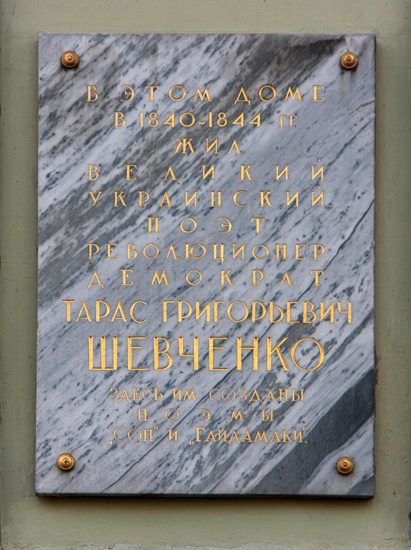 В ЭТОМ ДОМЕ
В 1840-1844 гг.
ЖИЛ
ВЕЛИКИЙ
УКРАИНСКИЙ
ПОЭТ
РЕВОЛЮЦИОНЕР
ДЕМОКРАТ
ТАРАС ГРИГОРЬЕВИЧ
ШЕВЧЕНКО
ЗДЕСЬ ИМ СОЗДАНЫ
ПОЭМЫ
„СОН" И „ГАЙДАМАКИ".